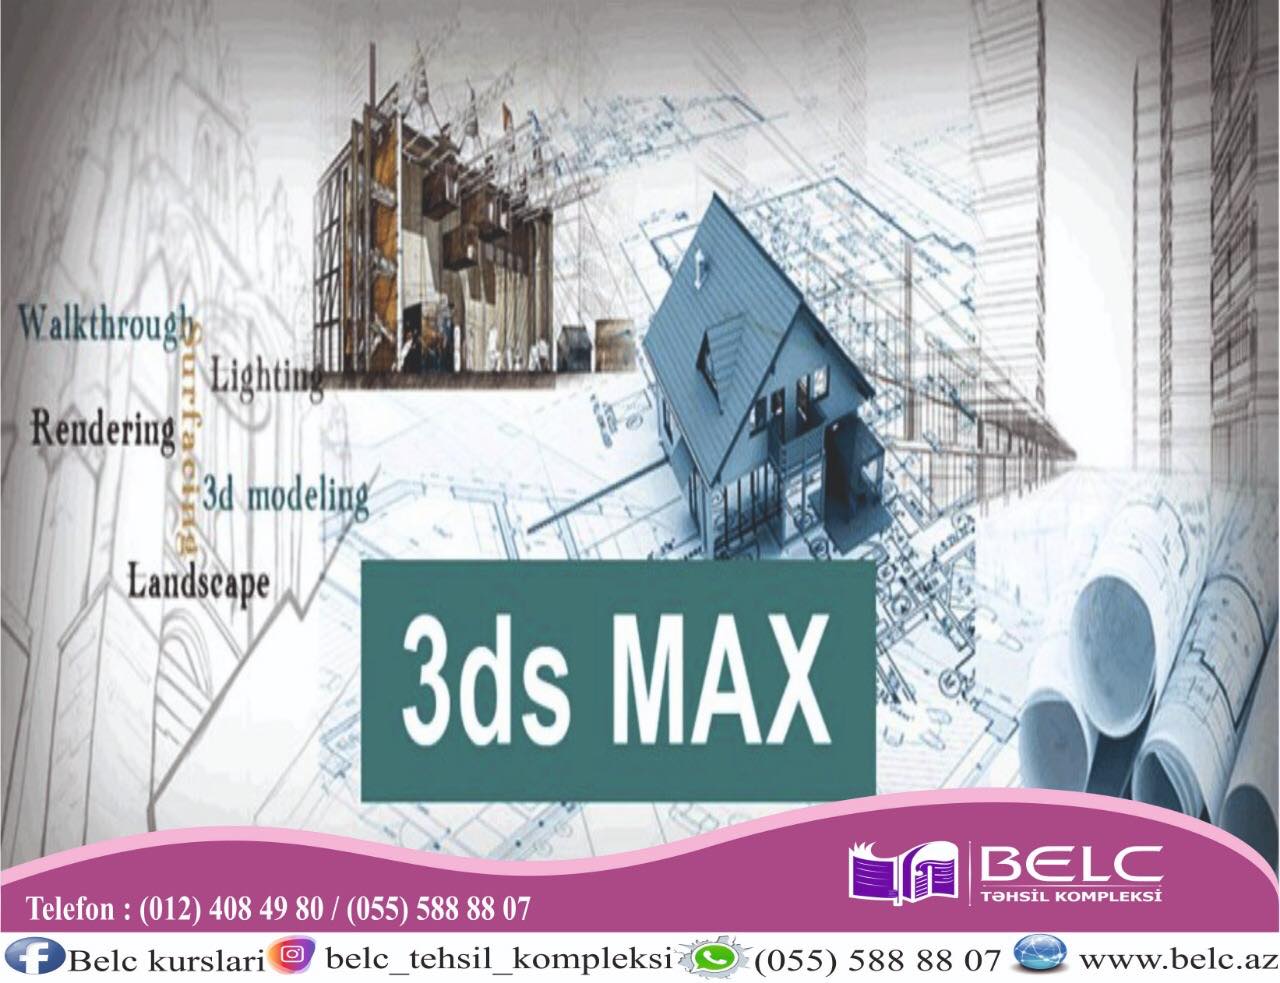 Walkthrough
Surfacing
Lighting
Rendering
3d modeling
Landscape
3ds MAX
BELC
TƏHSİL KOMPLEKSİ
Telefon : (012) 408 49 80 / (055) 588 88 07
Belc kurslari belc_tehsil_kompleksi (055) 588 88 07 www.belc.az